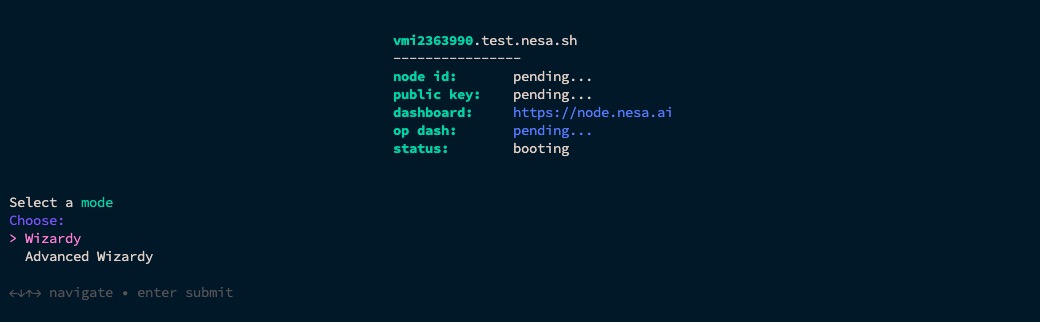 vmi2363990.test.nesa.sh
----------------
node id: pending...
public key: pending...
dashboard: https://node.nesa.ai
op dash: pending...
status: booting
Select a mode
Choose:
> Wizardy
Advanced Wizardy
←↓↑→ navigate • enter submit